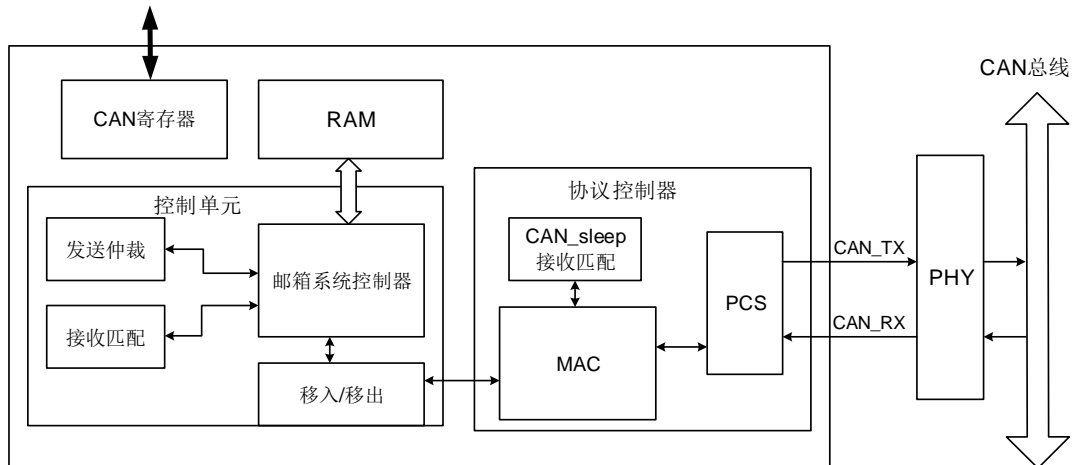 CAN总线
CAN寄存器
RAM
控制单元
发送仲裁
接收匹配
邮箱系统控制器
移入/移出
协议控制器
CAN_sleep
接收匹配
MAC
PCS
CAN_TX
CAN_RX
PHY